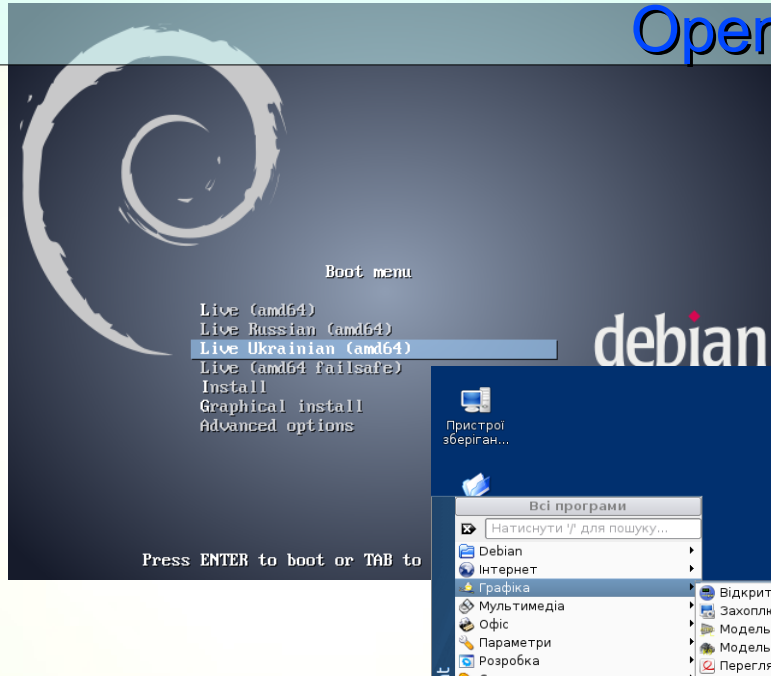 Open
Boot menu
Live (amd64)
Live Russian (amd64)
Live Ukrainian (amd64)
Live (amd64 failsafe)
Install
Graphical install
Advanced options
debian
Press ENTER to boot or TAB to
Пристрої
зберіган...
Всі програми
Натиснути '/' для пошуку...
Debian
Інтернет
Графіка
Мультимедіа
Офіс
Параметри
Розробка
Відкрит
Захоплю
Модель
Модель
Перегля